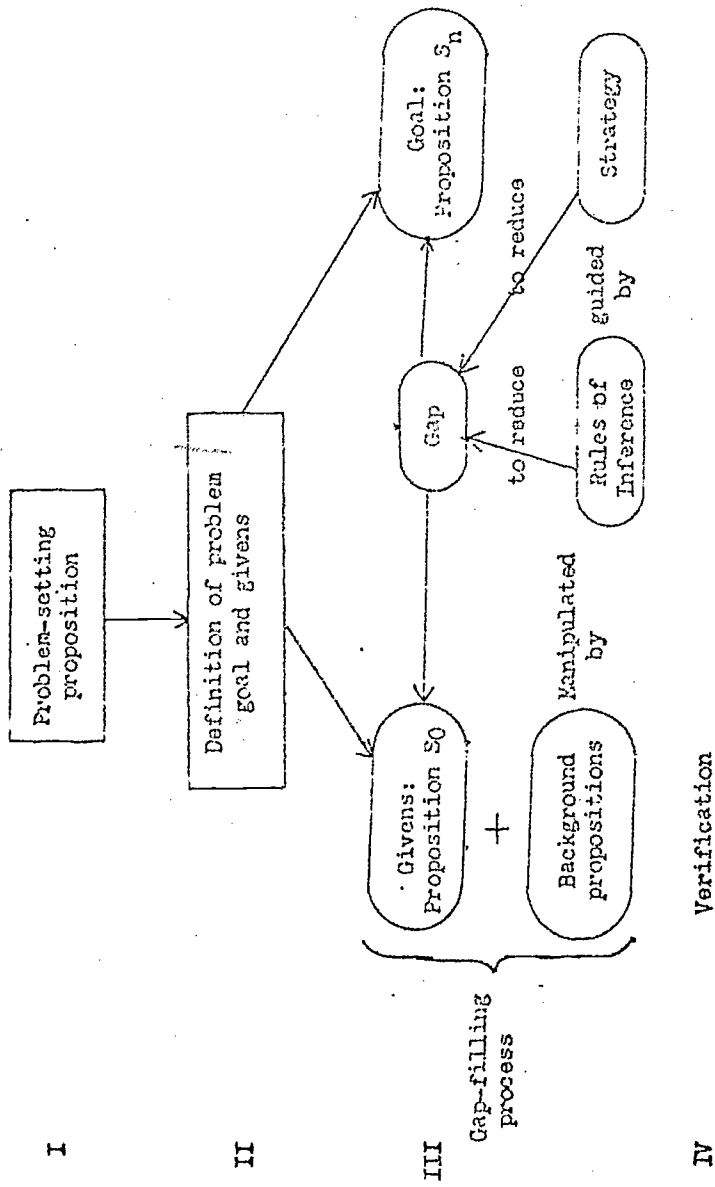 I
Problem-setting
proposition
II
Definition of problem
goal and givens
III
Gap-filling
process
Givens:
Proposition S0
+
Background
propositions
Gap
Goal:
Proposition Sn
to reduce
to reduce
Manipulated
by
Rules of
Inference
guided
by
Strategy
IV
Verification